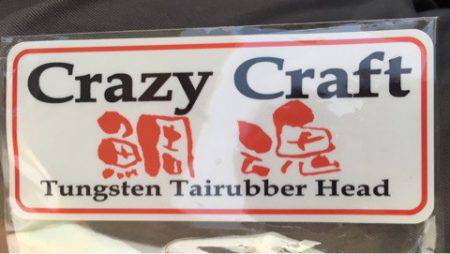 Crazy Craft
鯛魂
Tungsten Tairubber Head